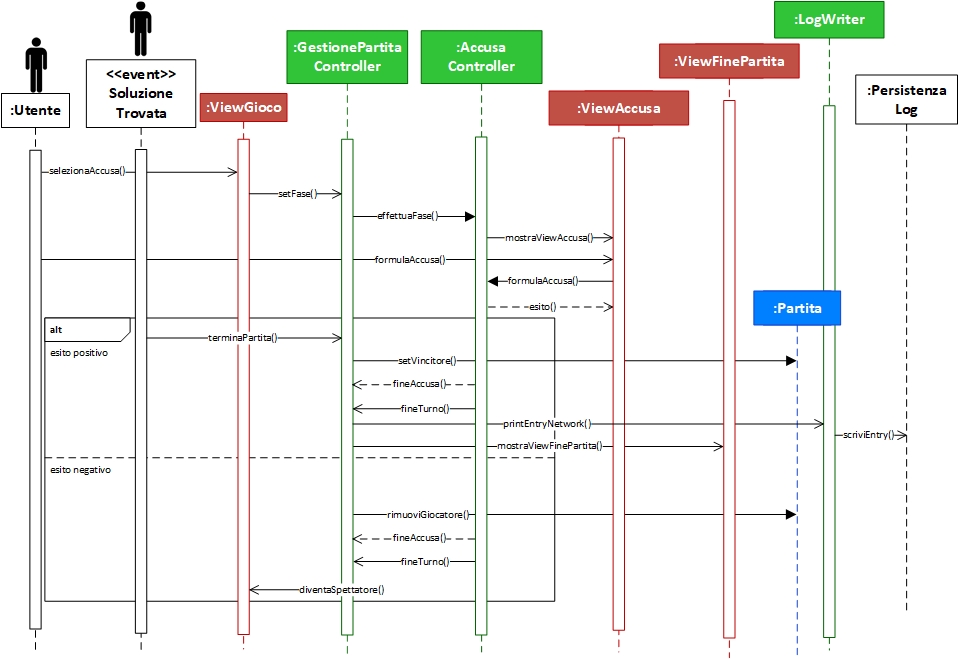 :LogWriter
:GestionePartita
Controller
:Accusa
Controller
:ViewFinePartita
<<event>>
Soluzione
Trovata
:Utente
:ViewGioco
:ViewAccusa
:Persistenza
Log
selezionaAccusa()
setFase()
effettuaFase()
mostraViewAccusa()
formulaAccusa()
formulaAccusa()
esito()
:Partita
alt
terminaPartita()
esito positivo
setVincitore()
fineAccusa()
fineTurno()
printEntryNetwork()
scriviEntry()
mostraViewFinePartita()
esito negativo
rimuoviGiocatore()
fineAccusa()
fineTurno()
diventaSpettatore()